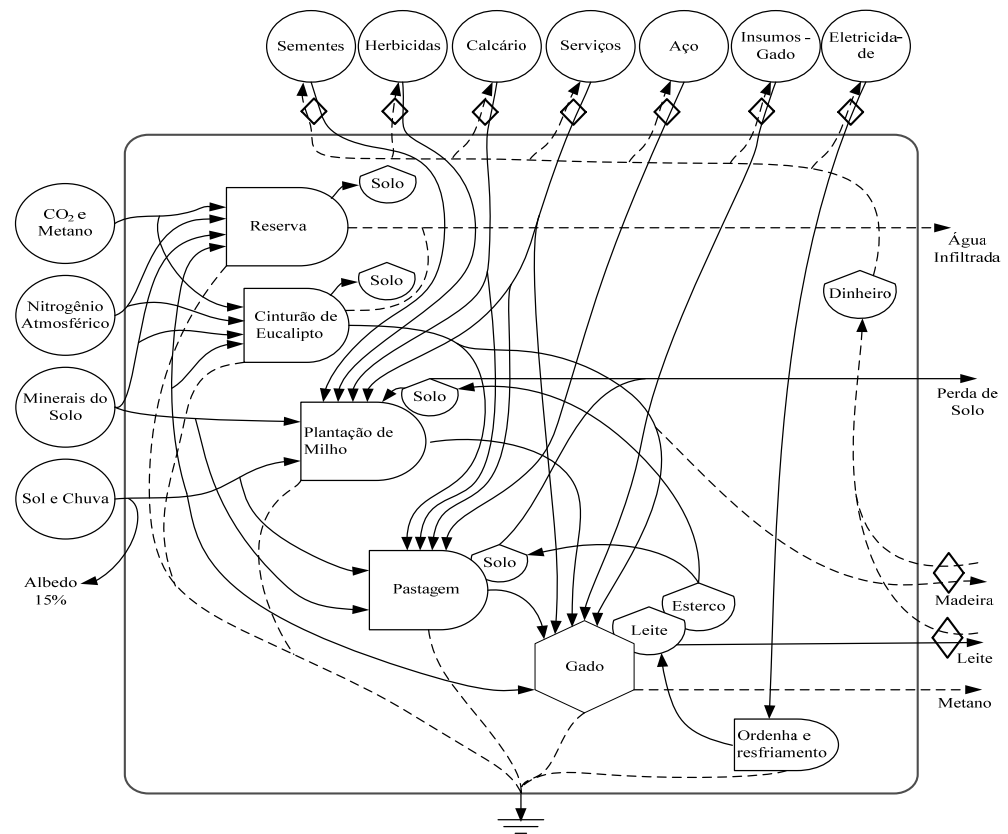 Sementes
Herbicidas
Calcário
Serviços
Aço
Insumos -
Gado
Eletricida-
de
CO₂ e
Metano
Solo
Reserva
Água
Infiltrada
Nitrogênio
Atmosférico
Solo
Cinturão de
Eucalipto
Dinheiro
Minerais do
Solo
Solo
Perda de
Solo
Plantação de
Milho
Sol e Chuva
Albedo
15%
Pastagem
Solo
Esterco
Madeira
Leite
Leite
Gado
Metano
Ordenha e
resfriamento